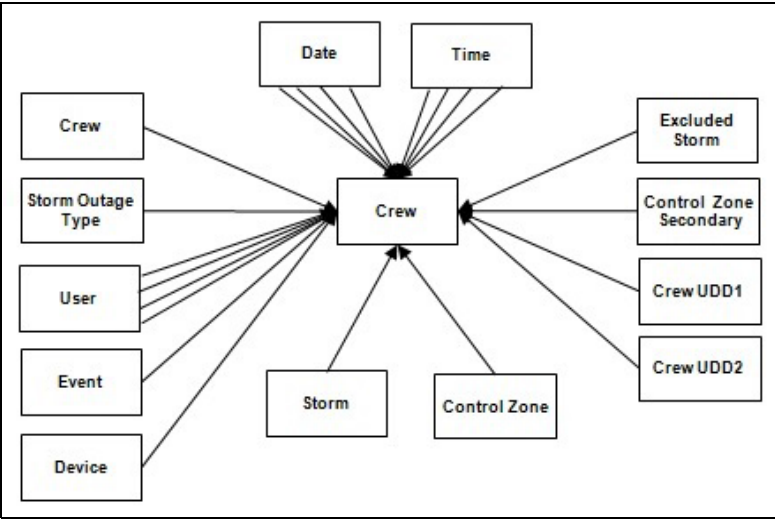 Date
Time
Crew
Excluded
Storm
Storm Outage
Type
Crew
Control Zone
Secondary
User
Crew UDD1
Event
Storm
Control Zone
Crew UDD2
Device